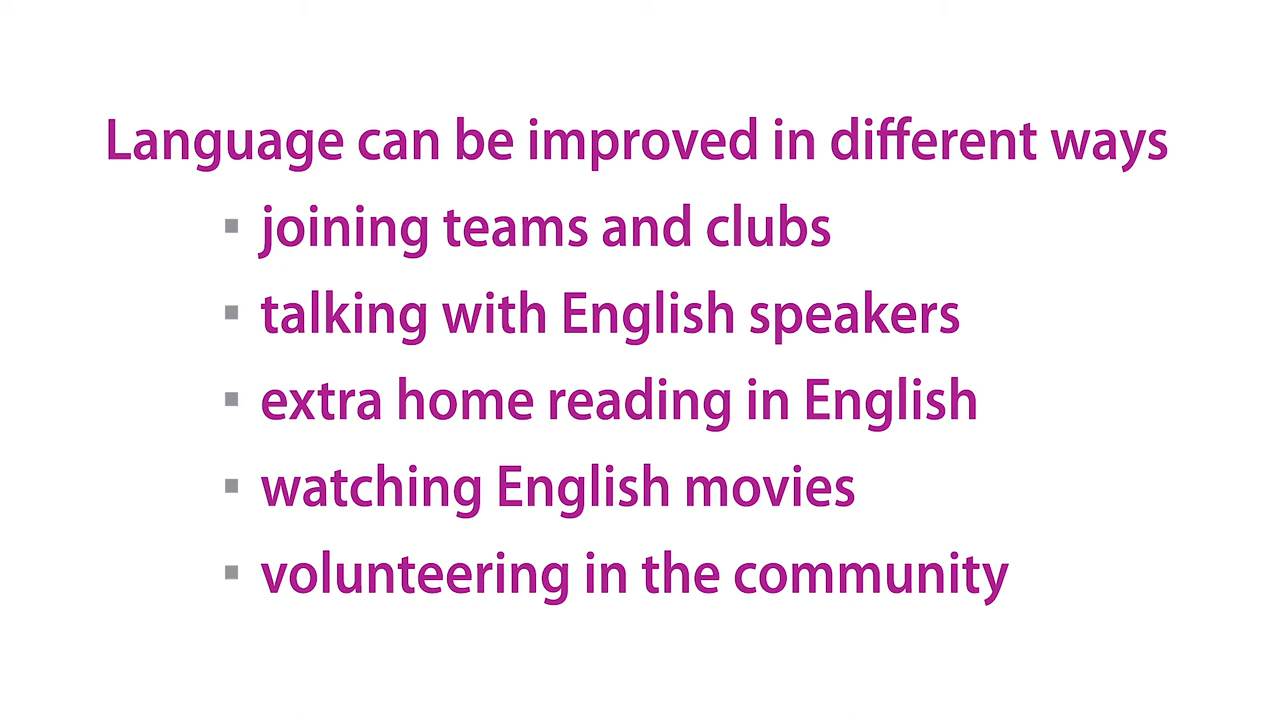 Language can be improved in different ways
▪ joining teams and clubs
▪ talking with English speakers
▪ extra home reading in English
▪ watching English movies
▪ volunteering in the community